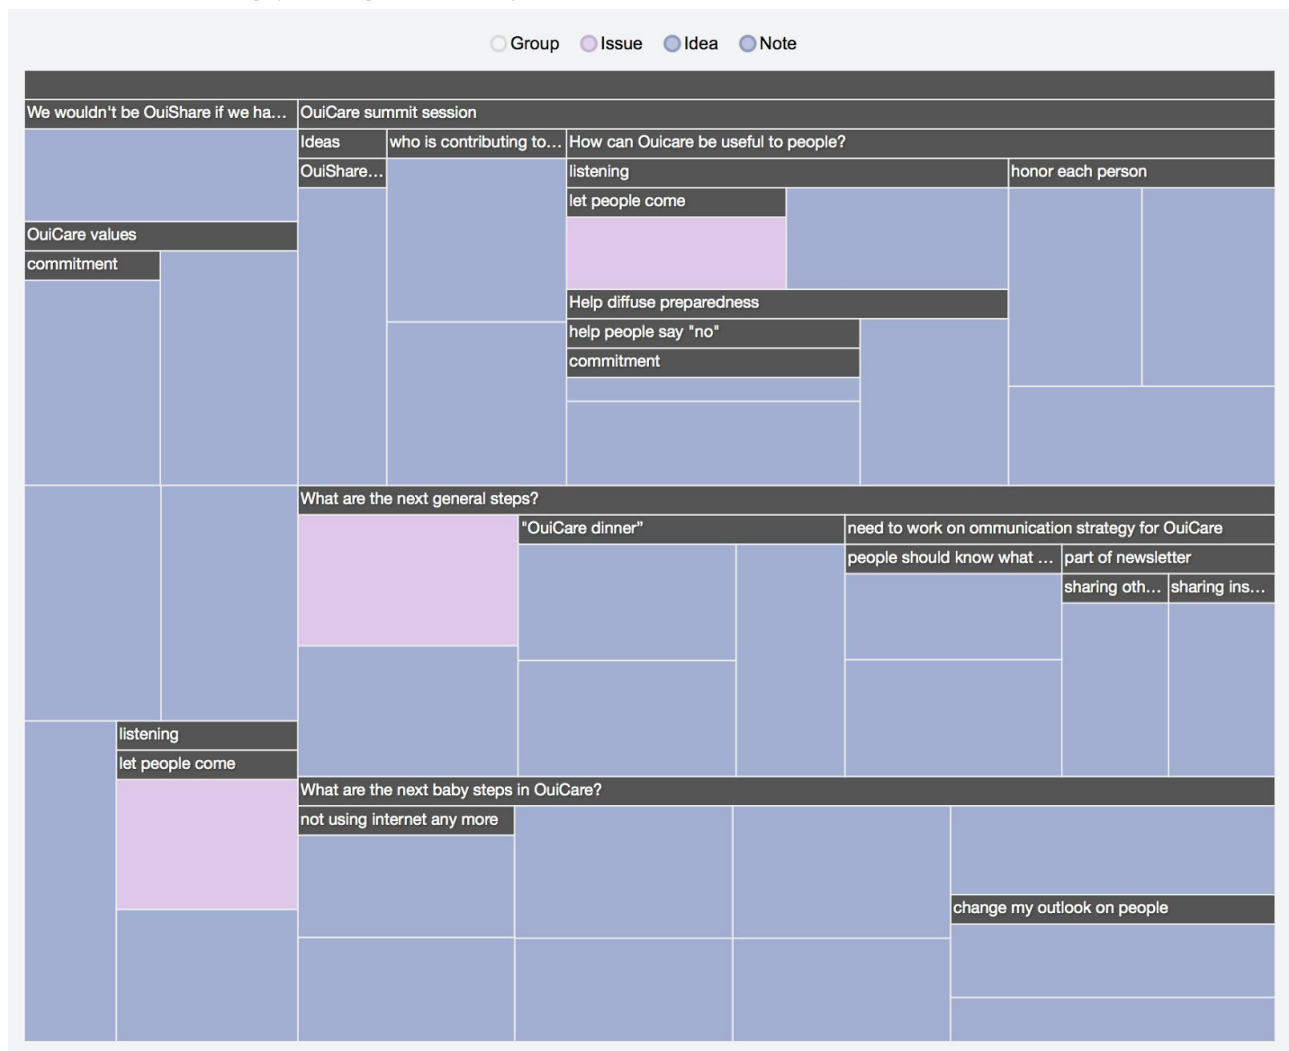 Group Issue Idea Note
We wouldn't be OuiShare if we ha...
OuiCare summit session
Ideas
who is contributing to...
How can Ouicare be useful to people?
OuiShare...
listening
honor each person
let people come
OuiCare values
commitment
Help diffuse preparedness
help people say "no"
commitment
What are the next general steps?
"OuiCare dinner”
need to work on ommunication strategy for OuiCare
people should know what ...
part of newsletter
sharing oth...
sharing ins...
listening
let people come
What are the next baby steps in OuiCare?
not using internet any more
change my outlook on people